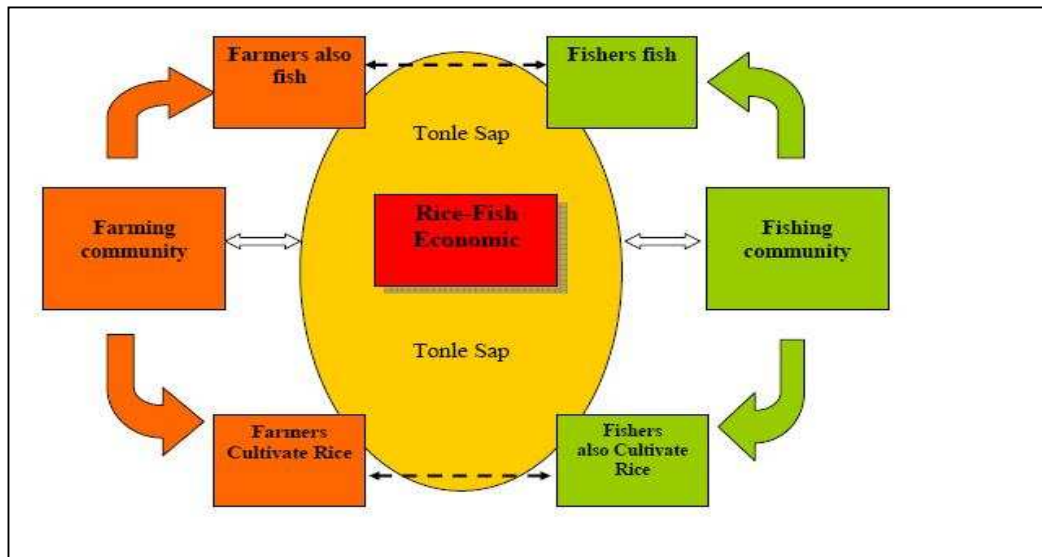 Farmers also
fish
Fishers fish
Tonle Sap
Farming
community
Rice-Fish
Economic
Fishing
community
Tonle Sap
Farmers
Cultivate Rice
Fishers
also Cultivate
Rice